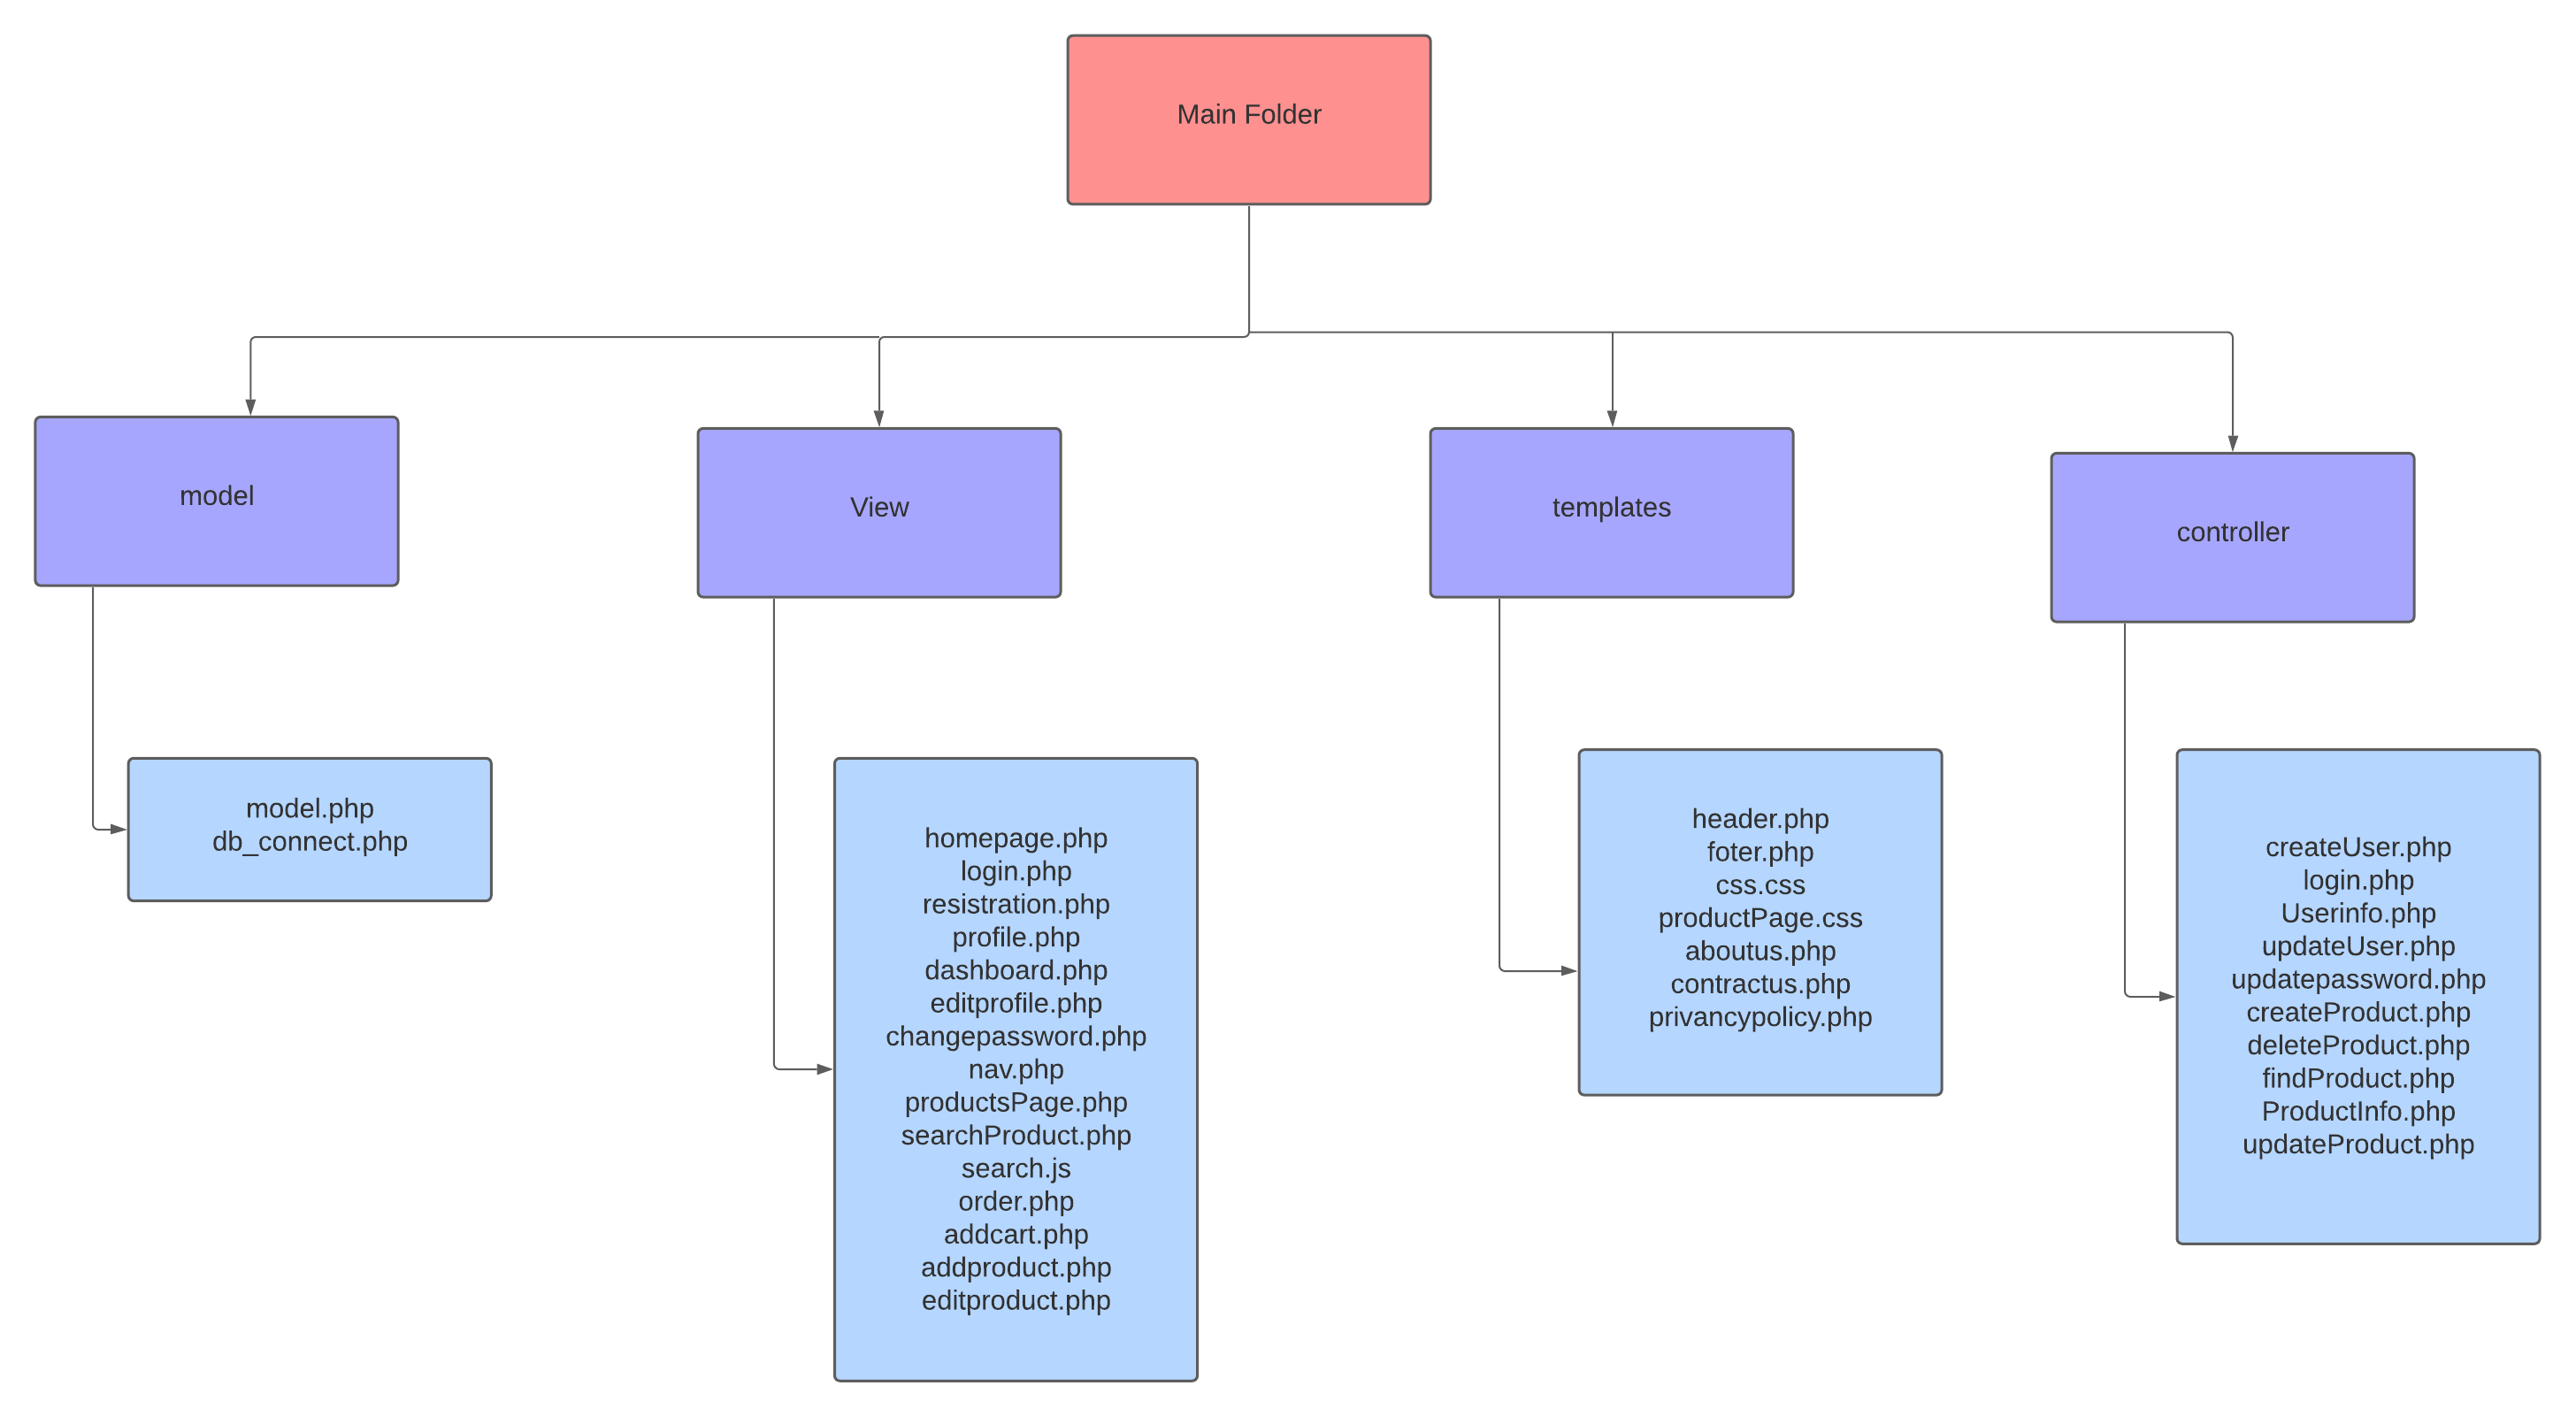 Main Folder
model
View
templates
controller
model.php
db_connect.php
homepage.php
login.php
resistration.php
profile.php
dashboard.php
editprofile.php
changepassword.php
nav.php
productsPage.php
searchProduct.php
search.js
order.php
addcart.php
addproduct.php
editproduct.php
header.php
foter.php
css.css
productPage.css
aboutus.php
contractus.php
privancypolicy.php
createUser.php
login.php
Userinfo.php
updateUser.php
updatepassword.php
createProduct.php
deleteProduct.php
findProduct.php
ProductInfo.php
updateProduct.php